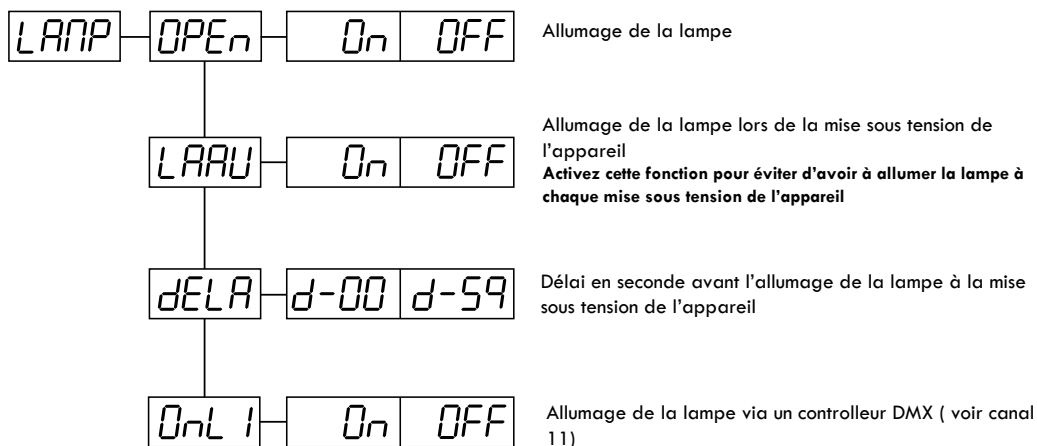 LAMP OPEn On OFF Allumage de la lampe
Allumage de la lampe lors de la mise sous tension de
l'appareil
LAAU On OFF
Activez cette fonction pour éviter d'avoir à allumer la lampe à
chaque mise sous tension de l'appareil
dELA d-00 d-59 Délai en seconde avant l'allumage de la lampe à la mise
sous tension de l'appareil
OnLI On OFF Allumage de la lampe via un controlleur DMX ( voir canal
11)